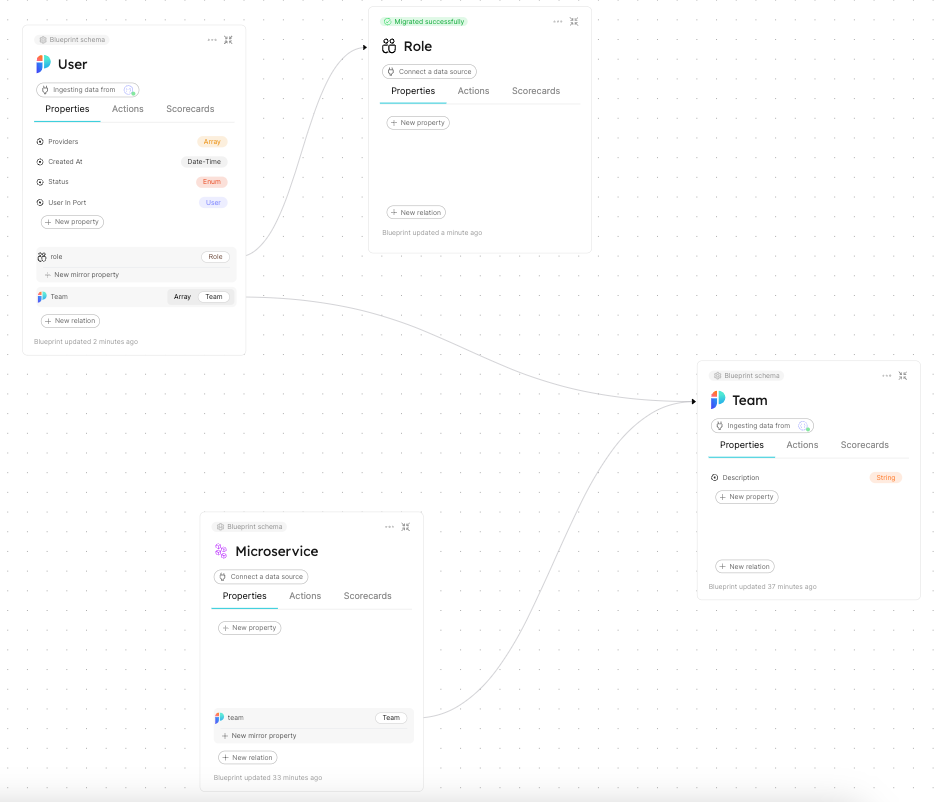 Blueprint schema
User
Ingesting data from
Properties Actions Scorecards
Providers Array
Created At Date-Time
Status Enum
User In Port User
+ New property
role Role
+ New mirror property
Team Array Team
+ New relation
Blueprint updated 2 minutes ago
Migrated successfully
Role
Connect a data source
Properties Actions Scorecards
+ New property
+ New relation
Blueprint updated a minute ago
Blueprint schema
Team
Ingesting data from
Properties Actions Scorecards
Description String
+ New property
+ New relation
Blueprint updated 37 minutes ago
Blueprint schema
Microservice
Connect a data source
Properties Actions Scorecards
+ New property
team Team
+ New mirror property
+ New relation
Blueprint updated 33 minutes ago